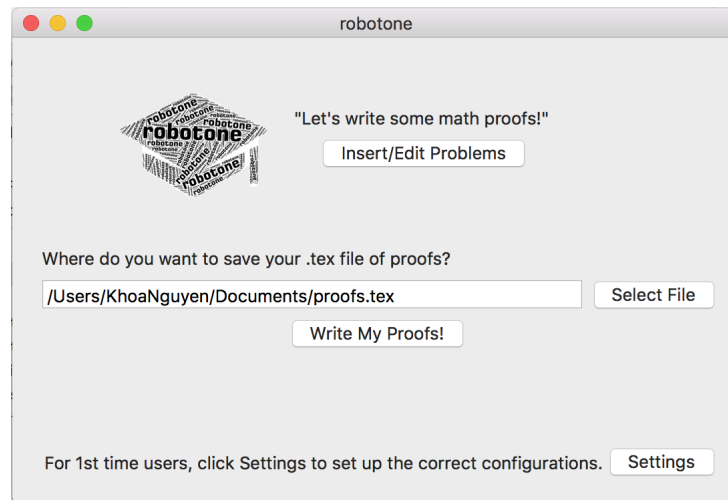 robotone
robotone
"Let's write some math proofs!"
Insert/Edit Problems
Where do you want to save your .tex file of proofs?
/Users/KhoaNguyen/Documents/proofs.tex
Select File
Write My Proofs!
For 1st time users, click Settings to set up the correct configurations.
Settings